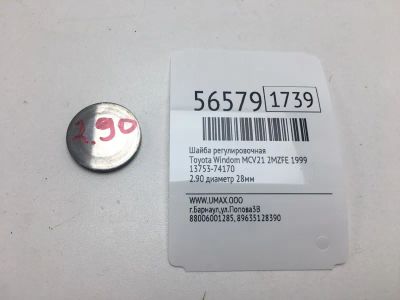 2.90
56579 1739
Шайба регулировочная
Toyota Windom MCV21 2MZFE 1999
13753-74170
2.90 диаметр 28мм
WWW.UMAX.OOO
г.Барнаул,ул.Попова3В
88006001285, 89635128390